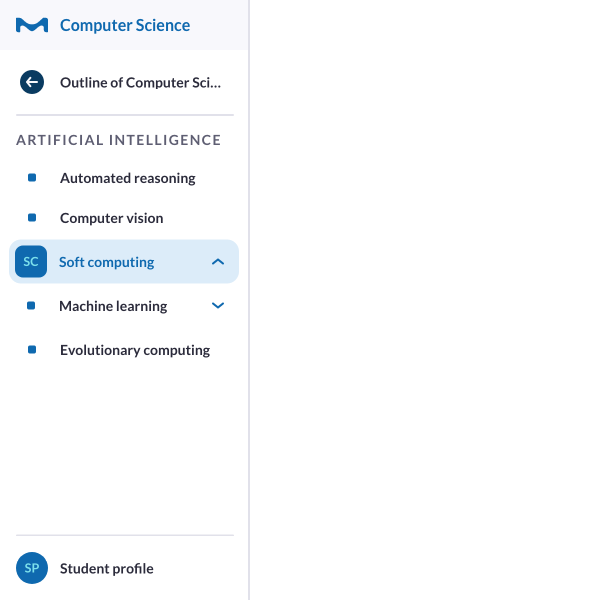 Computer Science
Outline of Computer Sci...
ARTIFICIAL INTELLIGENCE
Automated reasoning
Computer vision
SC Soft computing
Machine learning
Evolutionary computing
SP Student profile